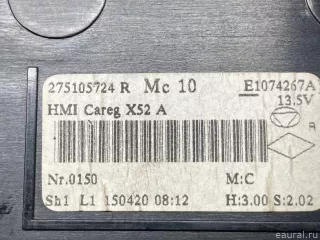 275105724 R Mc 10 E1074267A
13.5V
HMI Careg X52 A
R
Nr.0150 M:C
Sh1 L1 150420 08:12 H:3.00 S:2.02
eaural.ru